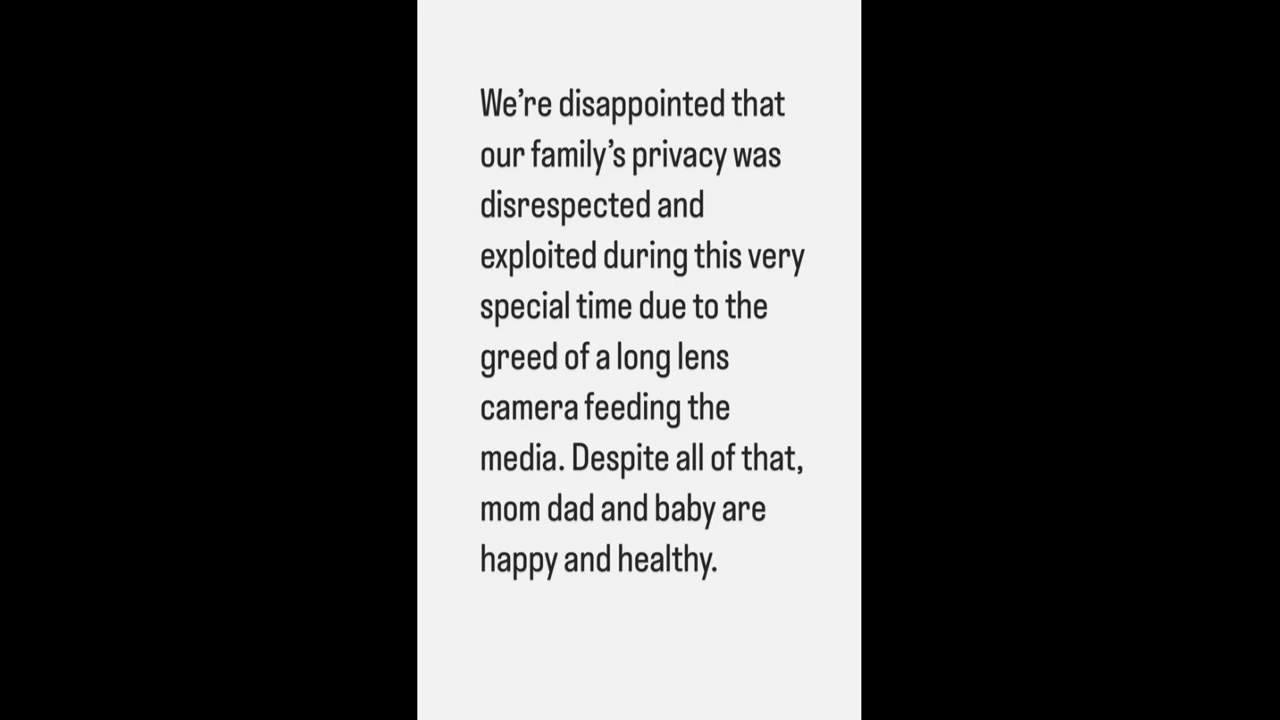 We’re disappointed that
our family’s privacy was
disrespected and
exploited during this very
special time due to the
greed of a long lens
camera feeding the
media. Despite all of that,
mom dad and baby are
happy and healthy.